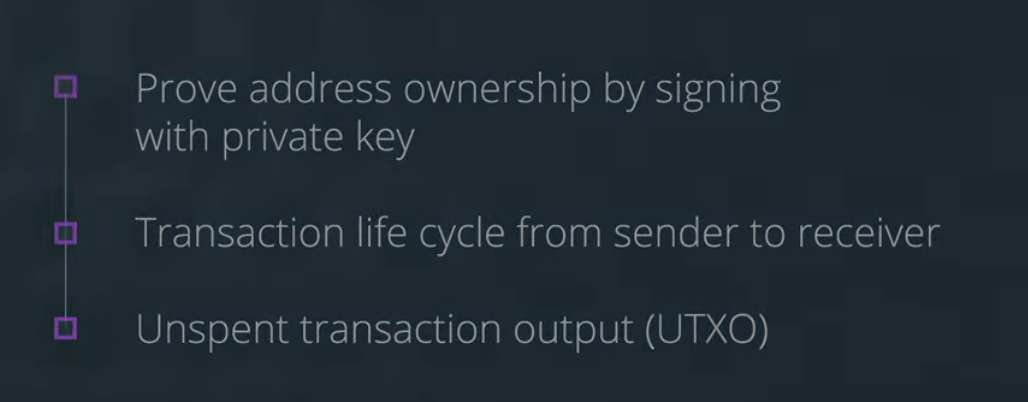 Prove address ownership by signing
with private key
Transaction life cycle from sender to receiver
Unspent transaction output (UTXO)